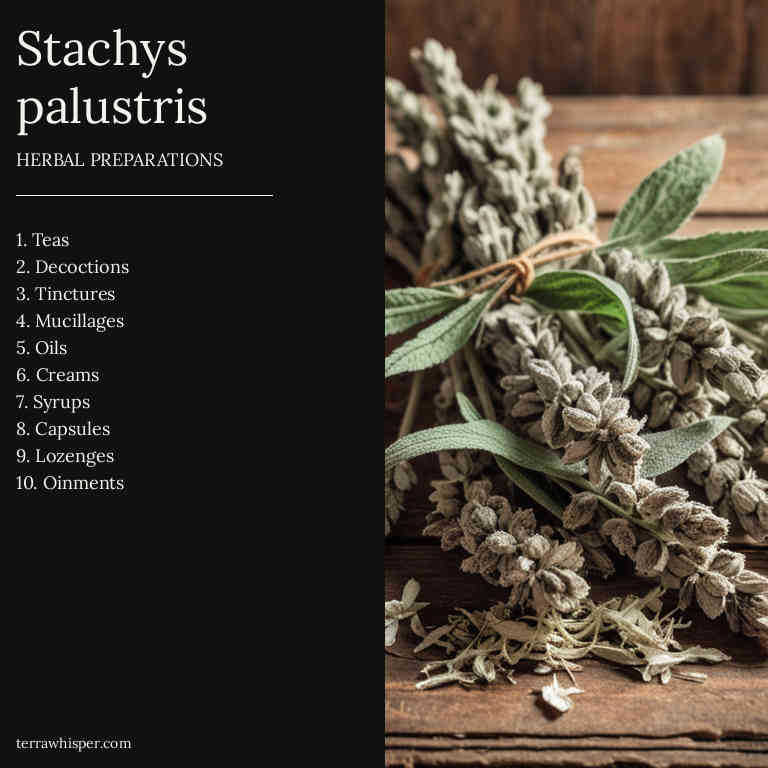 Stachys
palustris
HERBAL PREPARATIONS
1. Teas
2. Decoctions
3. Tinctures
4. Mucillages
5. Oils
6. Creams
7. Syrups
8. Capsules
9. Lozenges
10. Oinments
terrawhisper.com